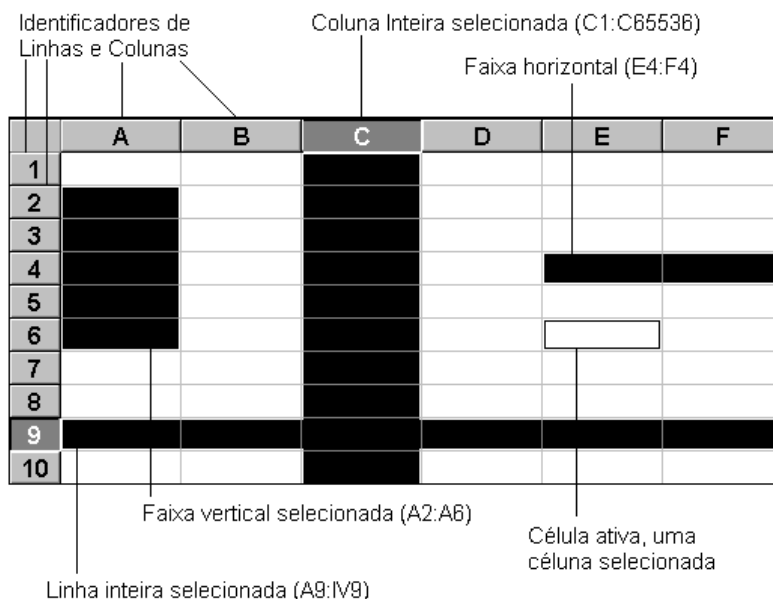 Identificadores de
Linhas e Colunas
Coluna Inteira selecionada (C1:C65536)
Faixa horizontal (E4:F4)
A B C D E F
1
2
3
4
5
6
7
8
9
10
Faixa vertical selecionada (A2:A6)
Célula ativa, uma
céluna selecionada
Linha inteira selecionada (A9:IV9)